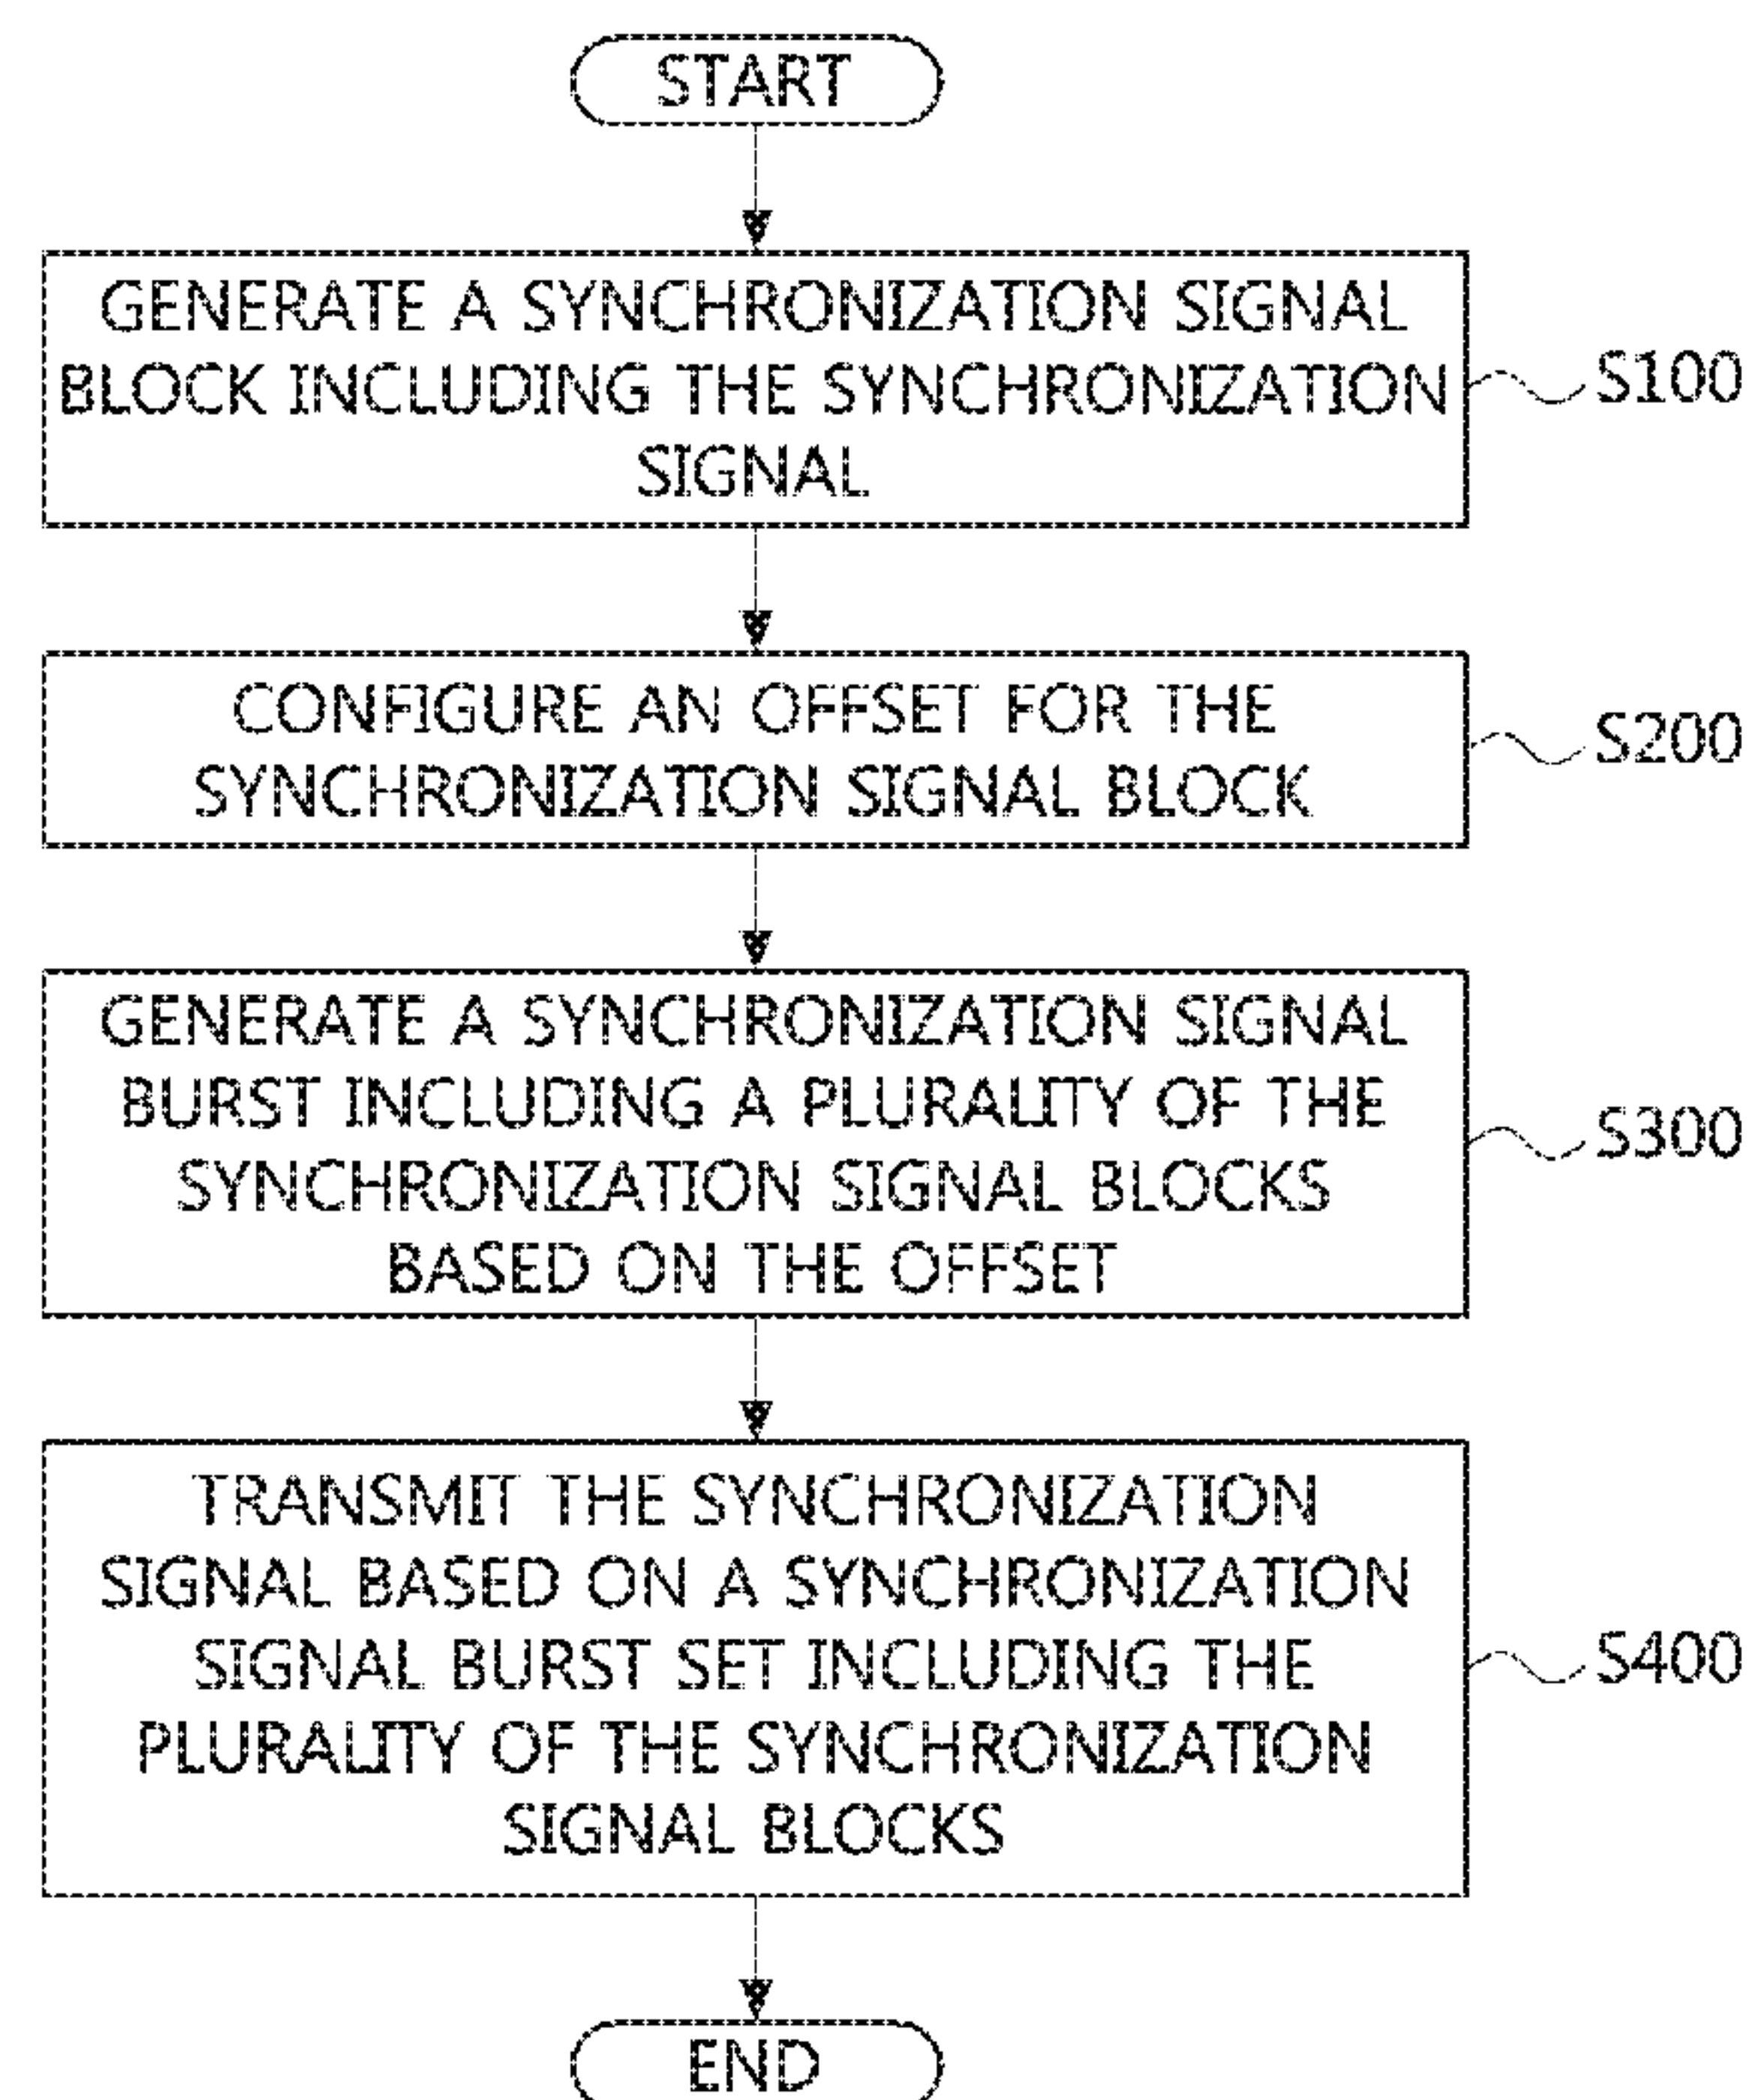 START
GENERATE A SYNCHRONIZATION SIGNAL
BLOCK INCLUDING THE SYNCHRONIZATION
SIGNAL
S100
CONFIGURE AN OFFSET FOR THE
SYNCHRONIZATION SIGNAL BLOCK
S200
GENERATE A SYNCHRONIZATION SIGNAL
BURST INCLUDING A PLURALITY OF THE
SYNCHRONIZATION SIGNAL BLOCKS
BASED ON THE OFFSET
S300
TRANSMIT THE SYNCHRONIZATION
SIGNAL BASED ON A SYNCHRONIZATION
SIGNAL BURST SET INCLUDING THE
PLURALITY OF THE SYNCHRONIZATION
SIGNAL BLOCKS
S400
END